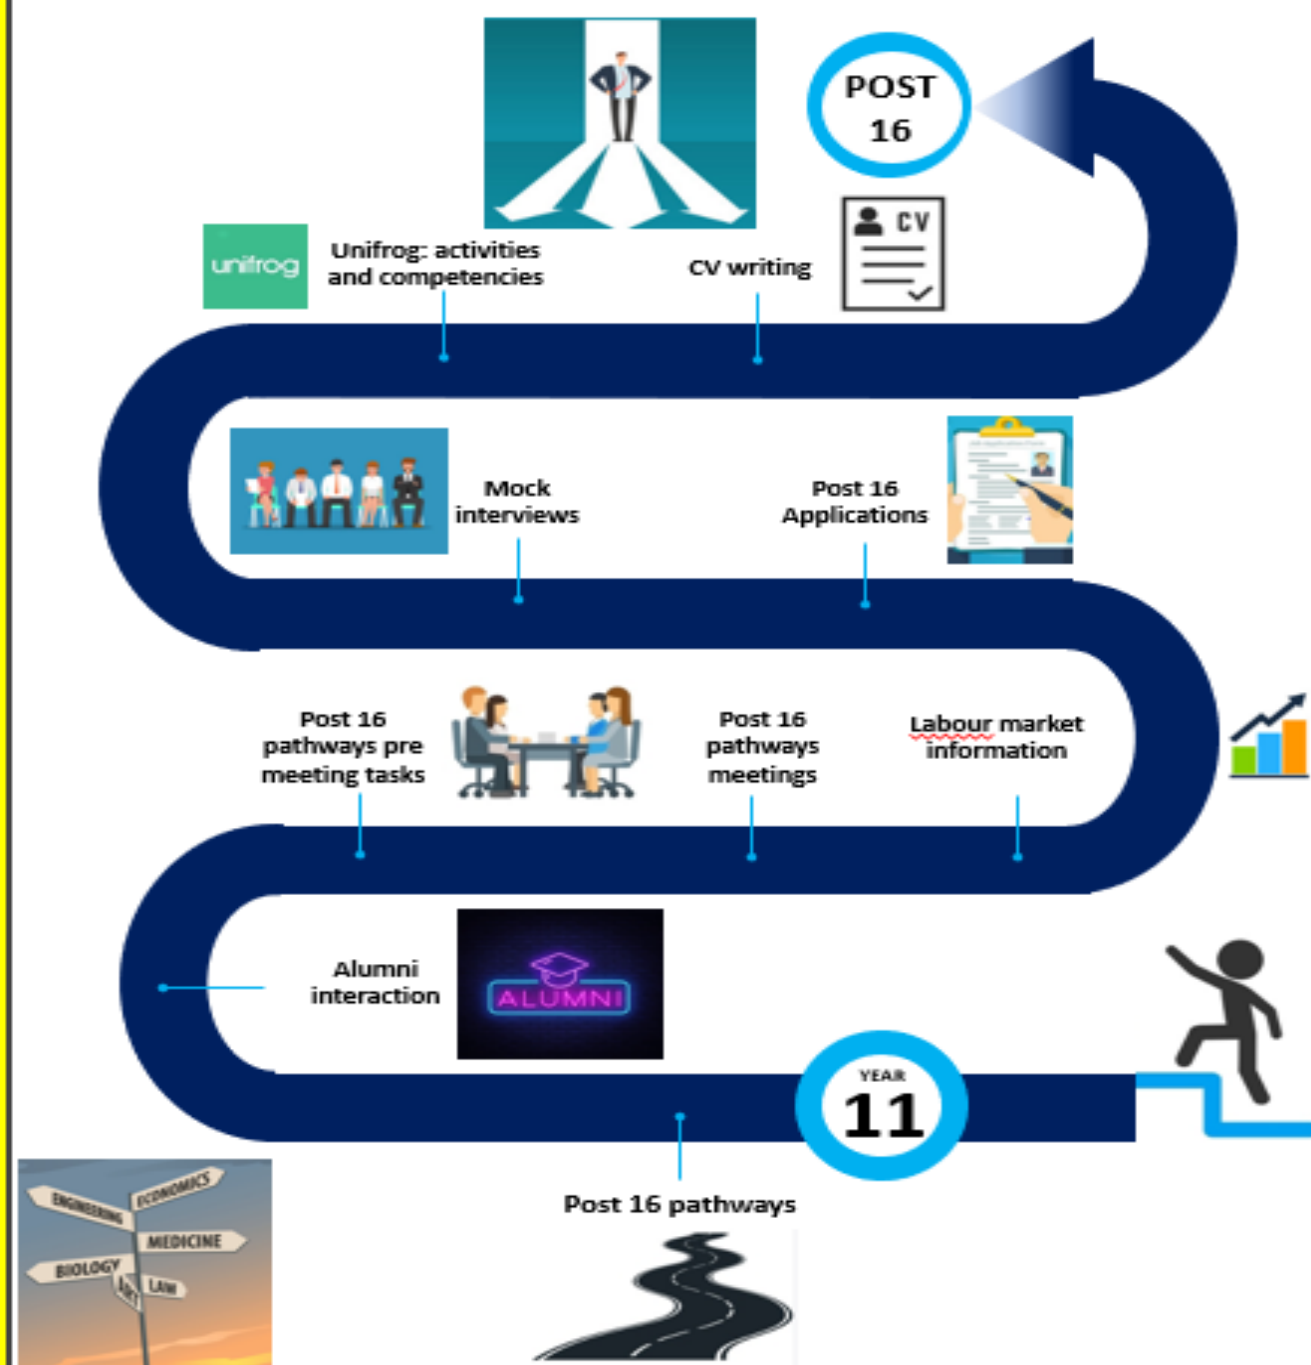 POST
16
CV
unifrog
Unifrog: activities
and competencies
CV writing
Mock
interviews
Post 16
Applications
Post 16
pathways pre
meeting tasks
Post 16
pathways
meetings
Labour market
information
Alumni
interaction
ALUMNI
YEAR
11
Post 16 pathways
ENGINEERING
ECONOMICS
MEDICINE
BIOLOGY
ART
LAW